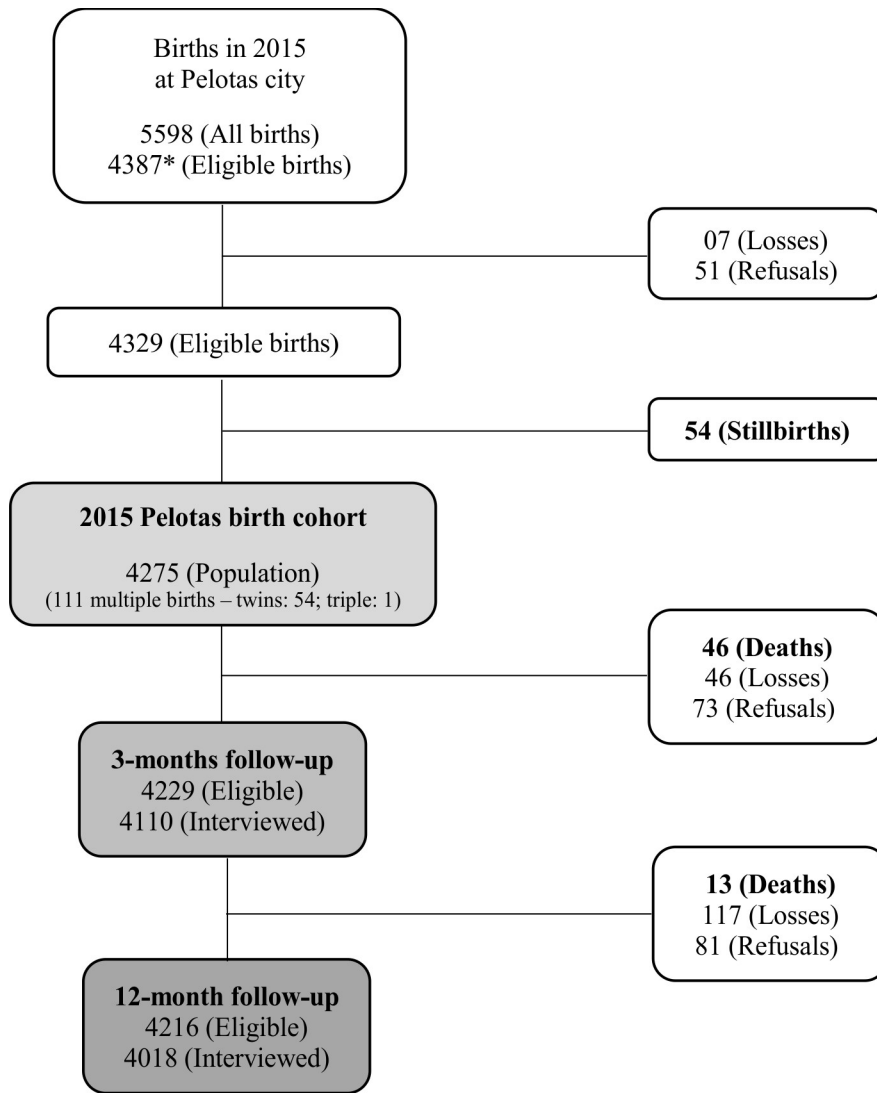 Births in 2015
at Pelotas city
5598 (All births)
4387* (Eligible births)
07 (Losses)
51 (Refusals)
4329 (Eligible births)
54 (Stillbirths)
2015 Pelotas birth cohort
4275 (Population)
(111 multiple births – twins: 54; triple: 1)
46 (Deaths)
46 (Losses)
73 (Refusals)
3-months follow-up
4229 (Eligible)
4110 (Interviewed)
13 (Deaths)
117 (Losses)
81 (Refusals)
12-month follow-up
4216 (Eligible)
4018 (Interviewed)